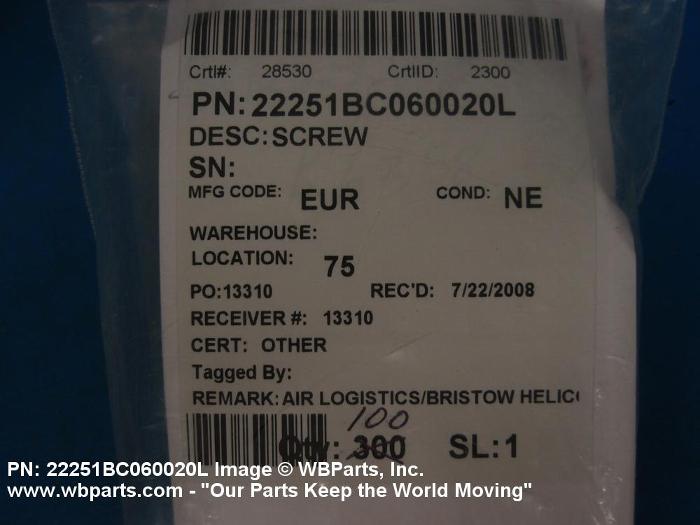 Crtl#: 28530 CrtlID: 2300
PN: 22251BC060020L
DESC: SCREW
SN:
MFG CODE: EUR COND: NE
WAREHOUSE:
LOCATION: 75
PO:13310 REC'D: 7/22/2008
RECEIVER #: 13310
CERT: OTHER
Tagged By:
REMARK: AIR LOGISTICS/BRISTOW HELIC
100
Qty: 300 SL: 1
PN: 22251BC060020L Image © WBParts, Inc.
www.wbparts.com - "Our Parts Keep the World Moving"